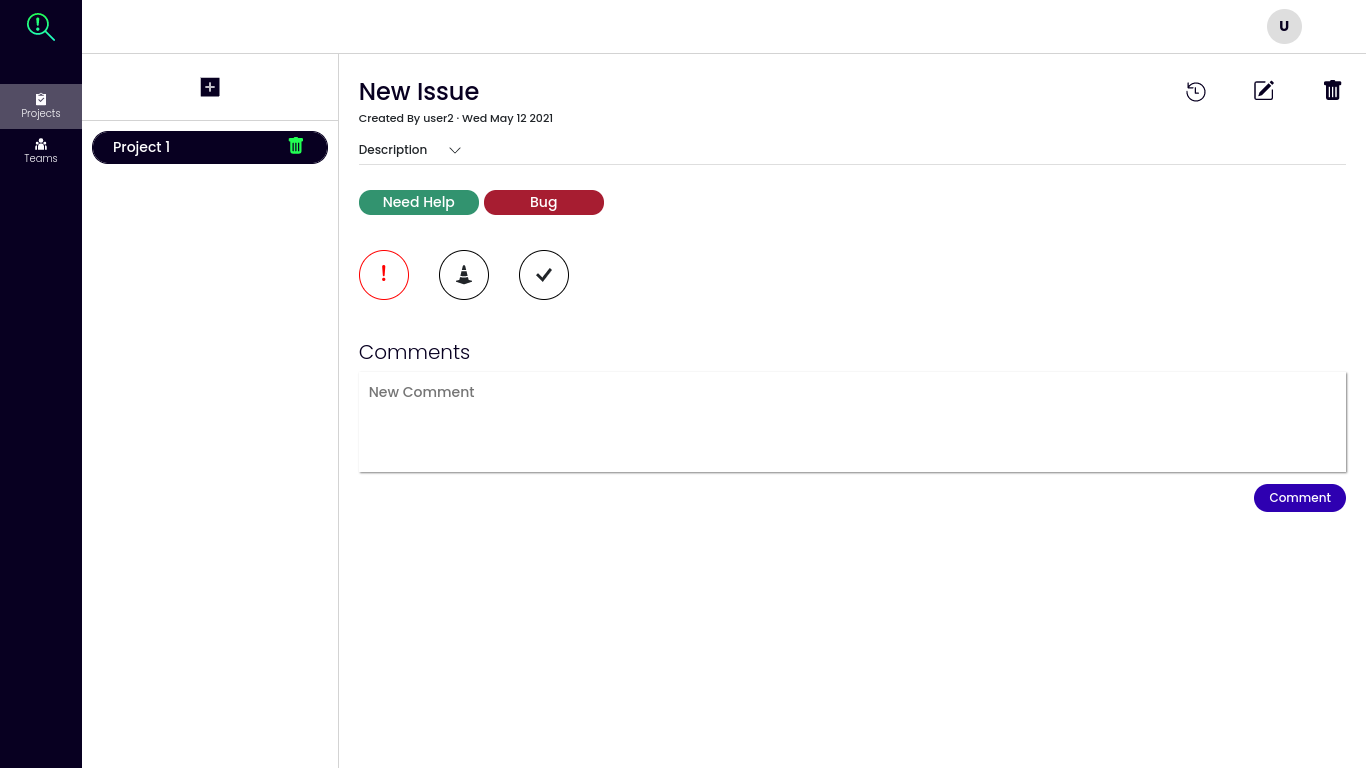 U
Projects
Teams
Project 1
New Issue
Created By user2 · Wed May 12 2021
Description
Need Help
Bug
Comments
New Comment
Comment